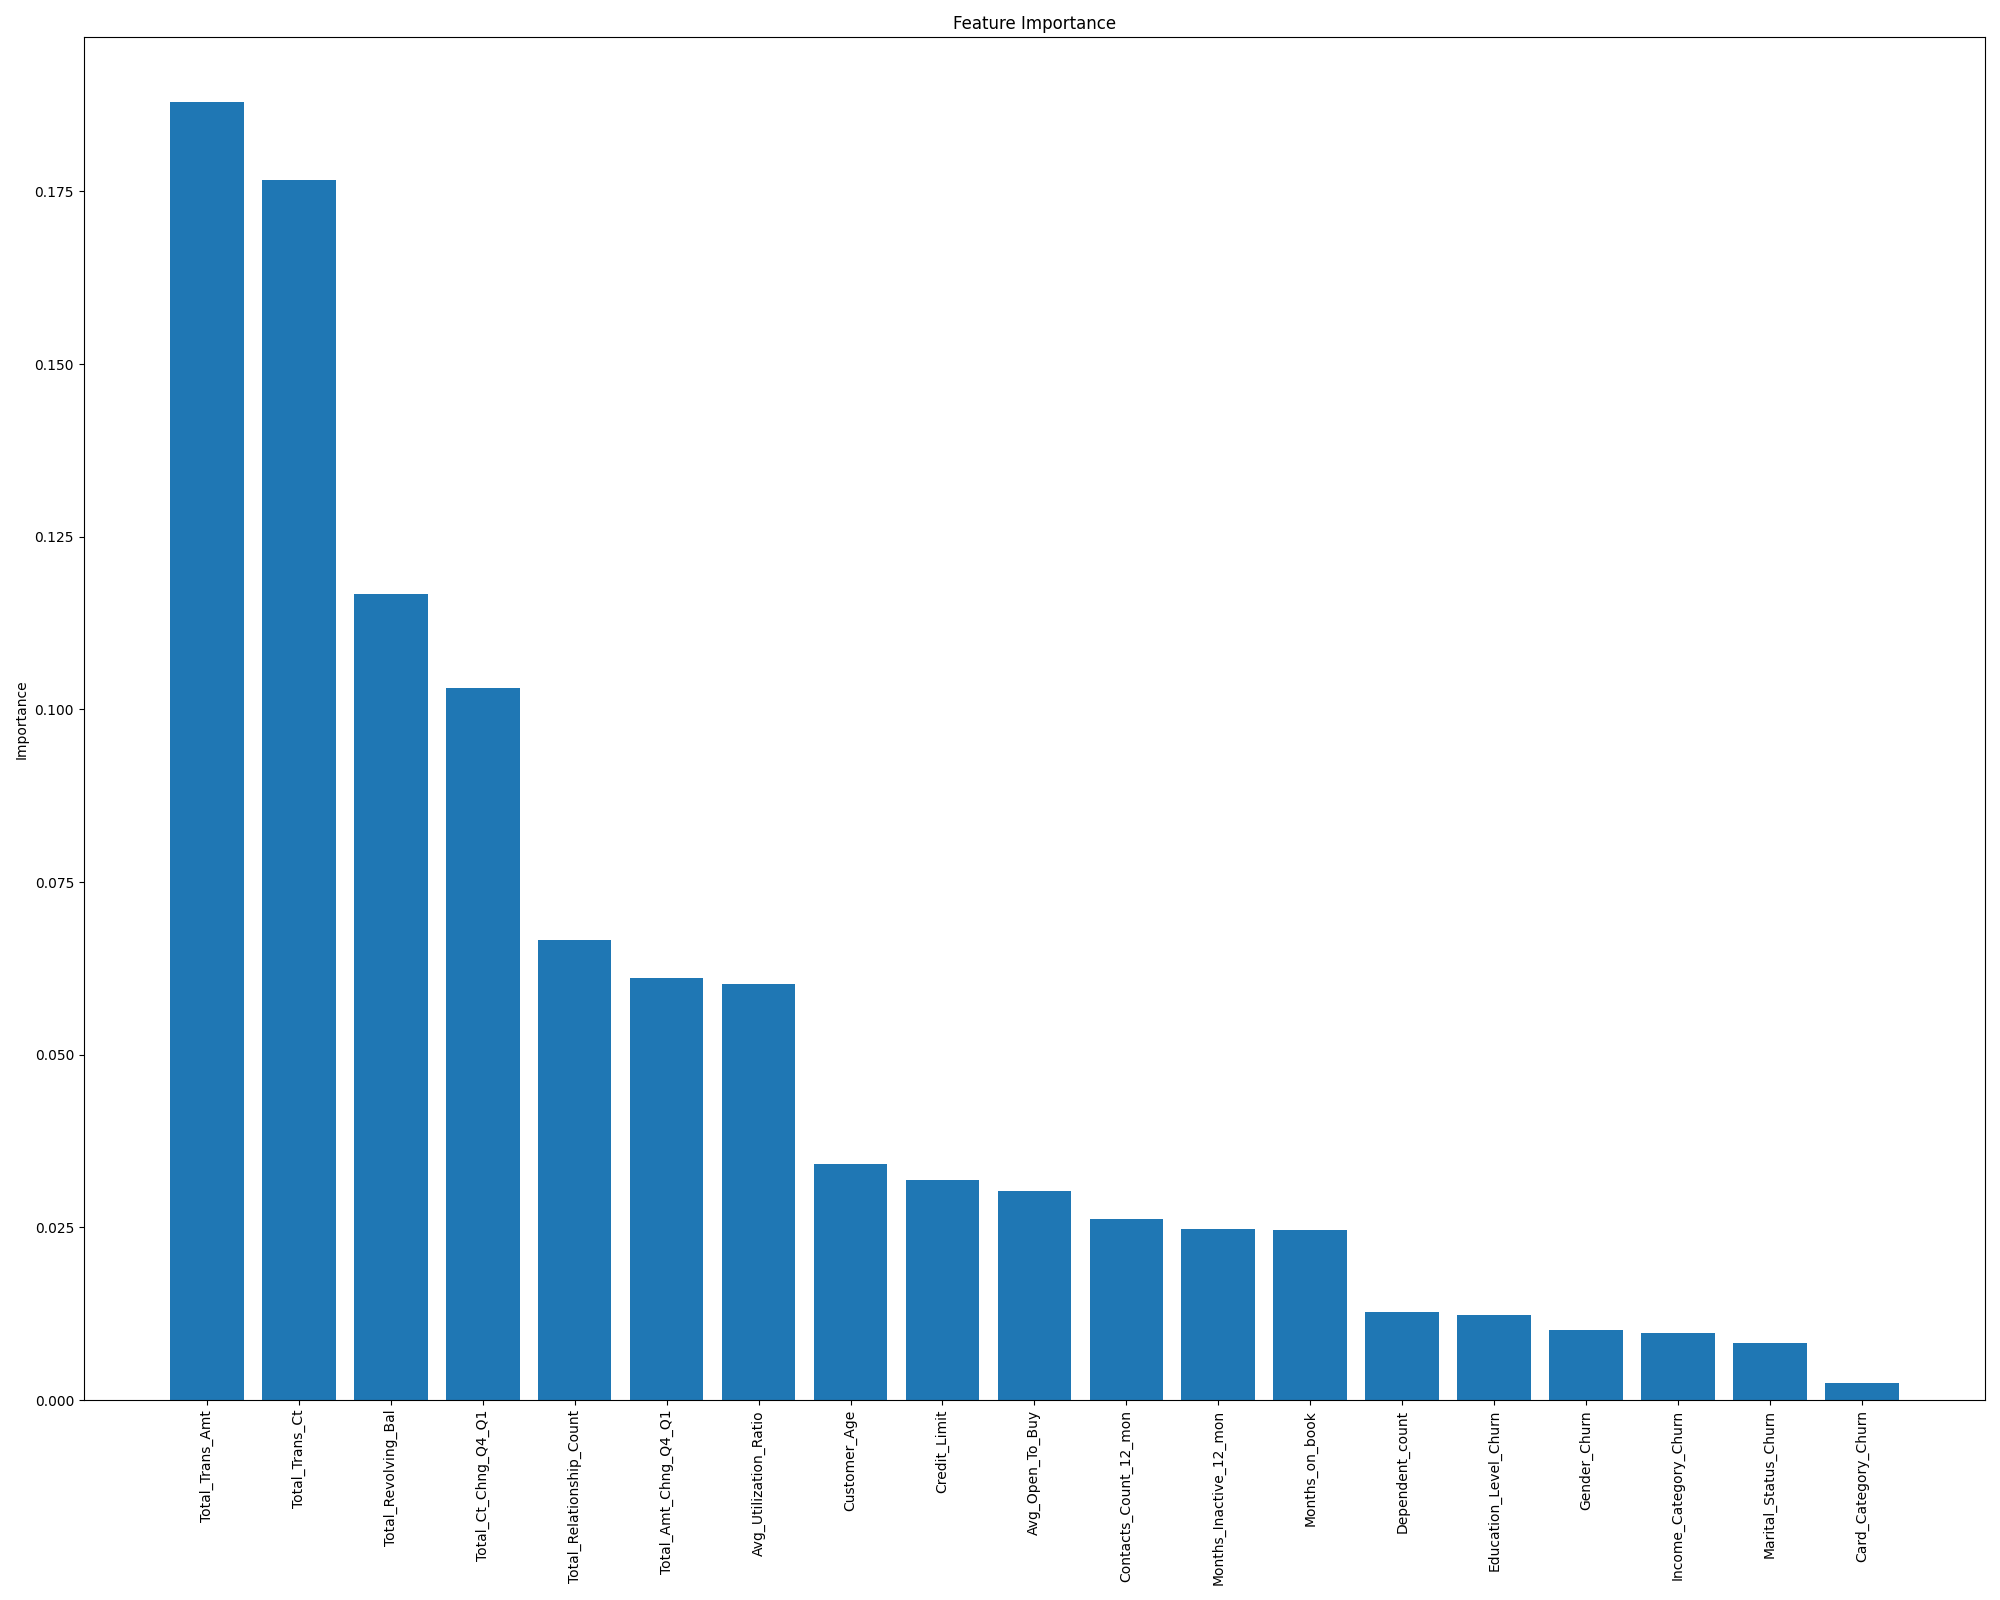 Feature Importance
Importance
0.175
0.150
0.125
0.100
0.075
0.050
0.025
0.000
Total_Trans_Amt
Total_Trans_Ct
Total_Revolving_Bal
Total_Ct_Chng_Q4_Q1
Total_Relationship_Count
Total_Amt_Chng_Q4_Q1
Avg_Utilization_Ratio
Customer_Age
Credit_Limit
Avg_Open_To_Buy
Contacts_Count_12_mon
Months_Inactive_12_mon
Months_on_book
Dependent_count
Education_Level_Churn
Gender_Churn
Income_Category_Churn
Marital_Status_Churn
Card_Category_Churn